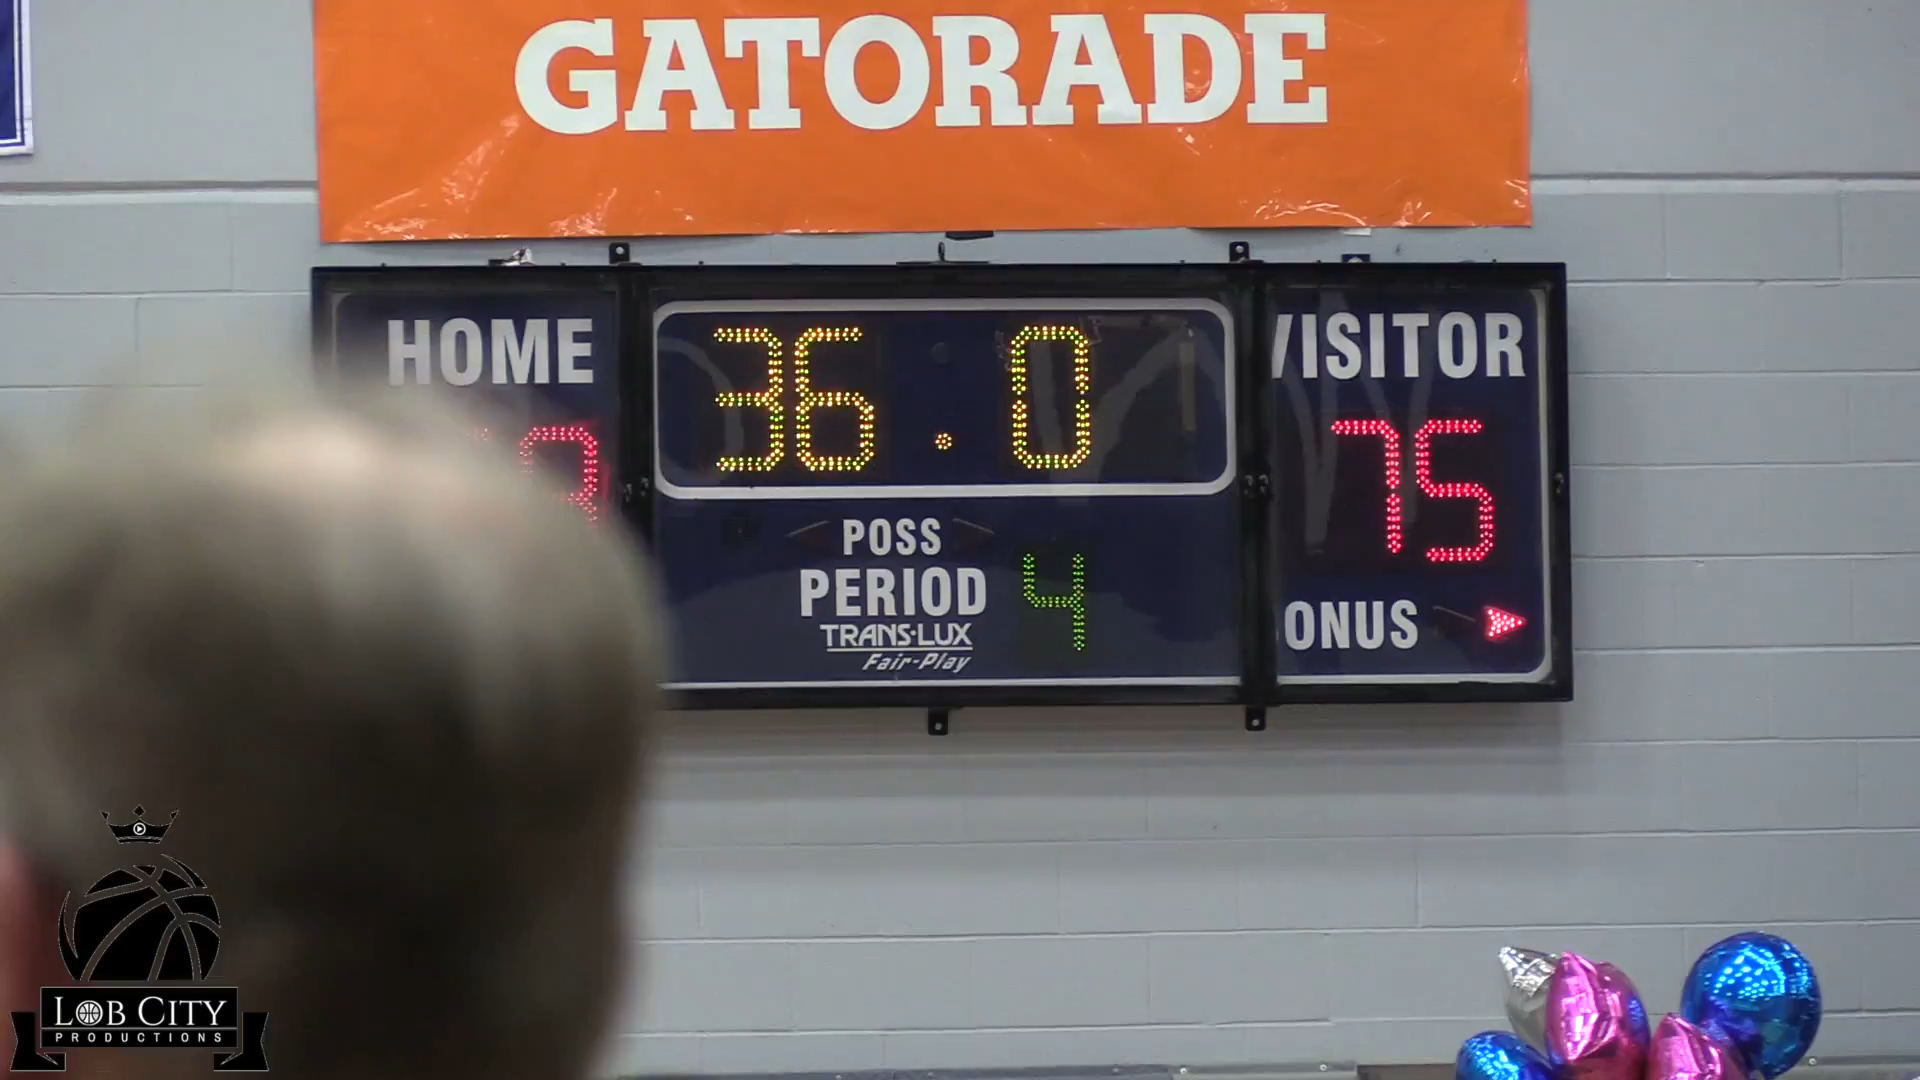 GATORADE
HOME
36.0
VISITOR
75
POSS
PERIOD 4
TRANS-LUX
Fair-Play
ONUS
LOB CITY
PRODUCTIONS